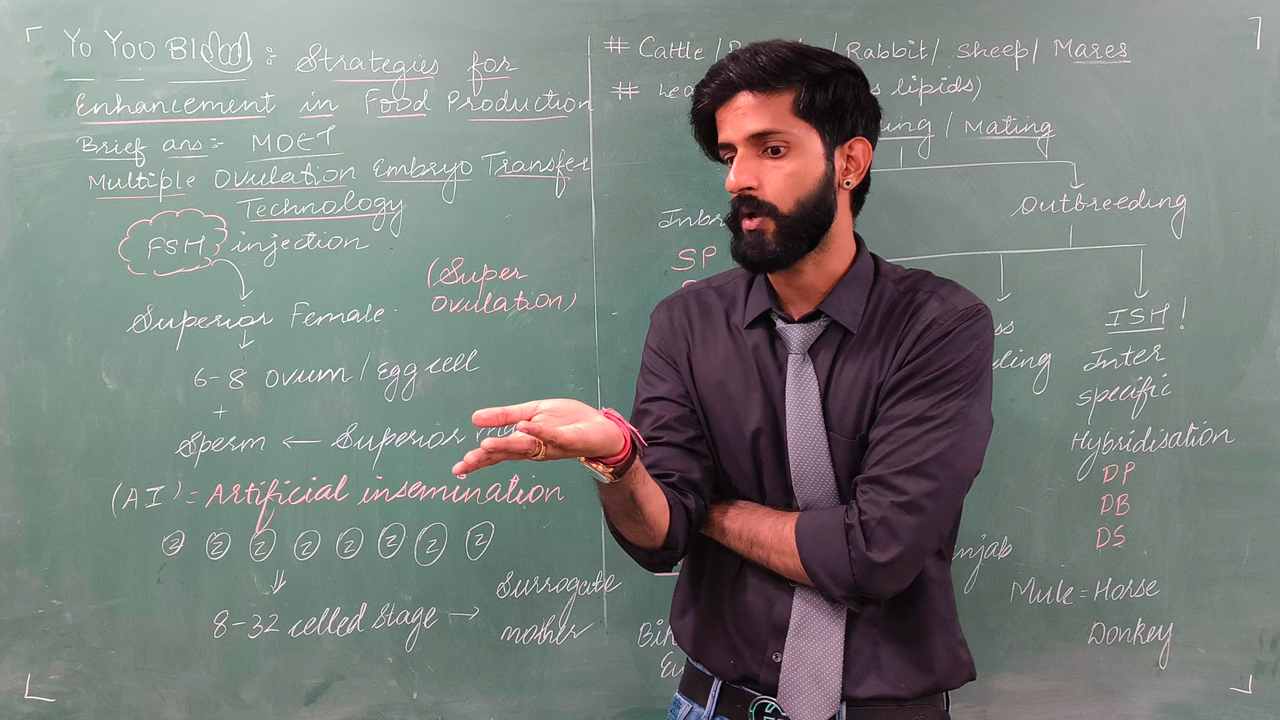 Yo Yoo BIO : Strategies for
Enhancement in Food Production
Brief ans:- MOET
Multiple Ovulation Embryo Transfer
Technology
FSH injection
(Super
ovulation)
Superior Female.
6-8 ovum/Egg cell
+
Sperm ← Superior
(AI) = Artificial insemination
2 2 2 2 2 2 2 2
8-32 celled stage → Surrogate
mother
# Cattle / Rabbit / Sheep / Mares
# lipids)
/ Mating
Outbreeding
SP
ISH!
Inter
specific
Hybridisation
DP
DB
DS
Mule = Horse
Donkey